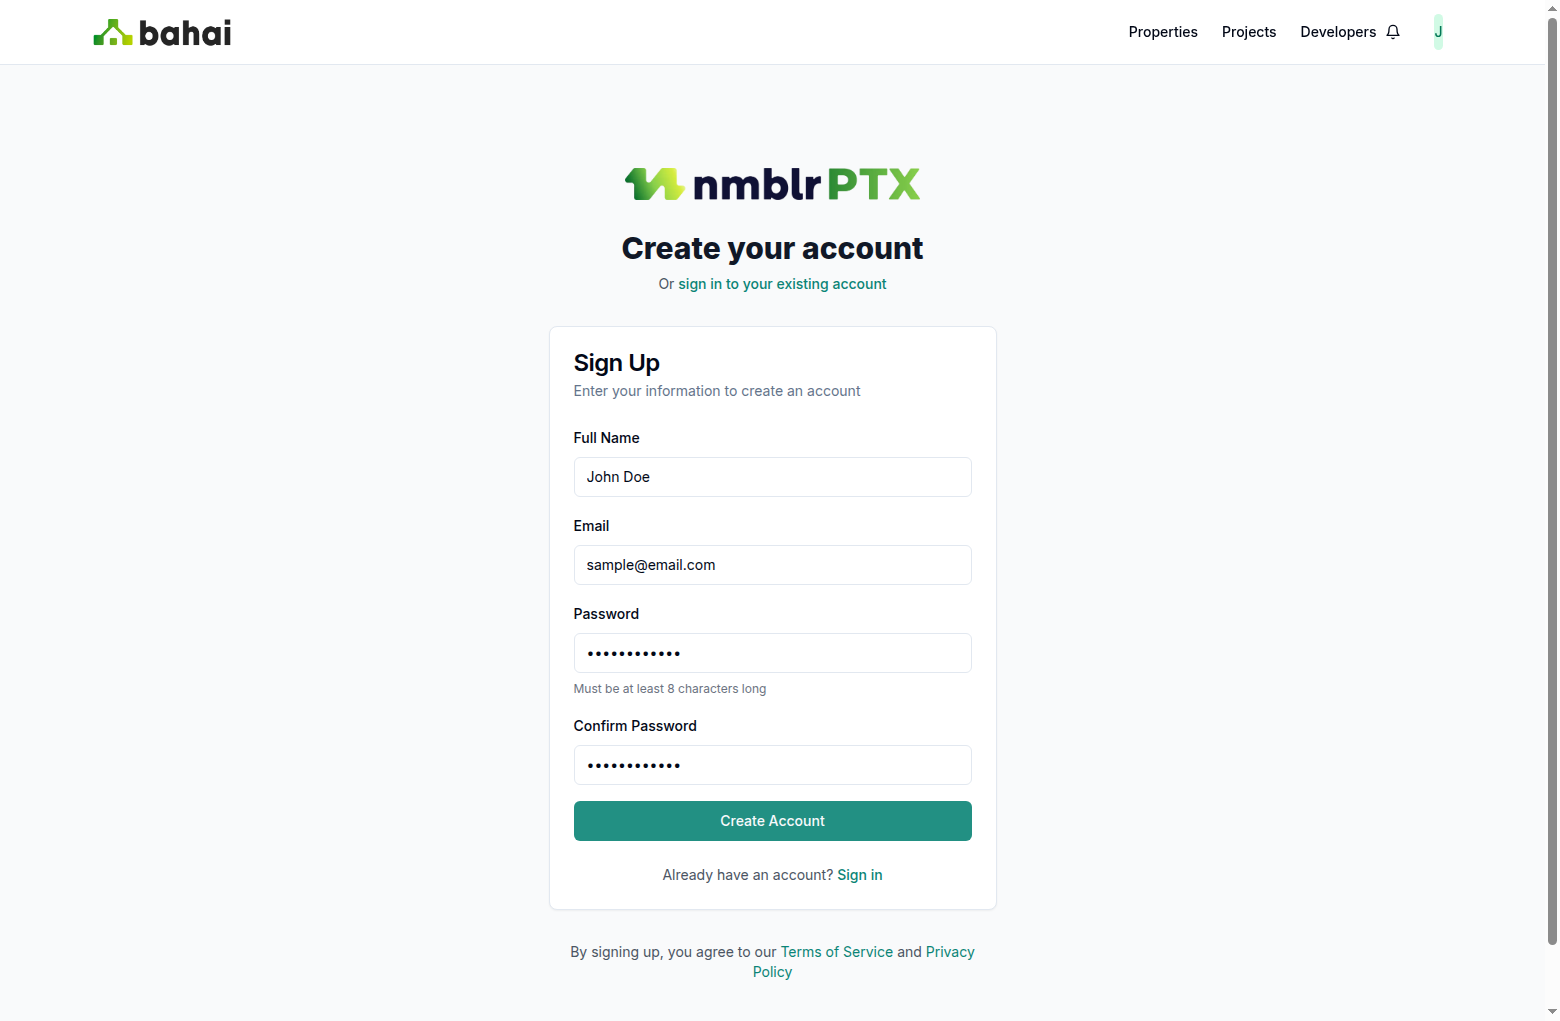 bahai
Properties
Projects
Developers
J
nmblr PTX
Create your account
Or sign in to your existing account
Sign Up
Enter your information to create an account
Full Name
John Doe
Email
sample@email.com
Password
••••••••••••
Must be at least 8 characters long
Confirm Password
••••••••••••
Create Account
Already have an account? Sign in
By signing up, you agree to our Terms of Service and Privacy
Policy